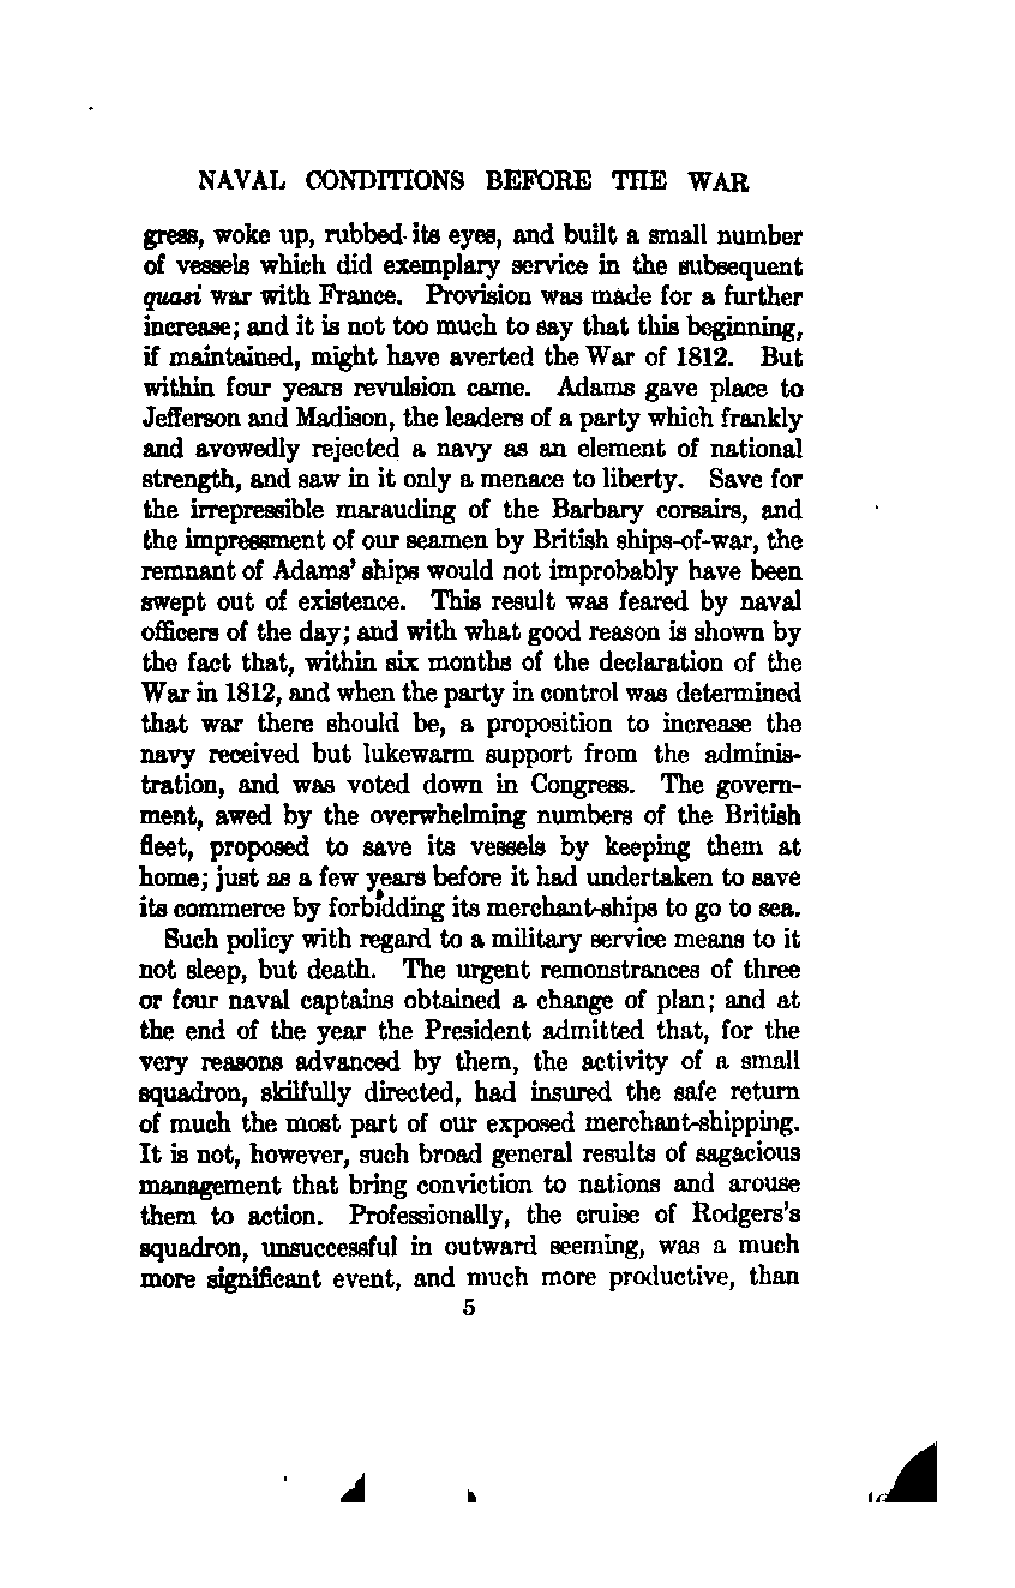 NAVAL CONDITIONS BEFORE THE WAR
gress, woke up, rubbed its eyes, and built a small number
of vessels which did exemplary service in the subsequent
quasi war with France. Provision was made for a further
increase; and it is not too much to say that this beginning,
if maintained, might have averted the War of 1812. But
within four years revulsion came. Adams gave place to
Jefferson and Madison, the leaders of a party which frankly
and avowedly rejected a navy as an element of national
strength, and saw in it only a menace to liberty. Save for
the irrepressible marauding of the Barbary corsairs, and
the impressment of our seamen by British ships-of-war, the
remnant of Adams' ships would not improbably have been
swept out of existence. This result was feared by naval
officers of the day; and with what good reason is shown by
the fact that, within six months of the declaration of the
War in 1812, and when the party in control was determined
that war there should be, a proposition to increase the
navy received but lukewarm support from the adminis-
tration, and was voted down in Congress. The govern-
ment, awed by the overwhelming numbers of the British
fleet, proposed to save its vessels by keeping them at
home; just as a few years before it had undertaken to save
its commerce by forbidding its merchant-ships to go to sea.
Such policy with regard to a military service means to it
not sleep, but death. The urgent remonstrances of three
or four naval captains obtained a change of plan; and at
the end of the year the President admitted that, for the
very reasons advanced by them, the activity of a small
squadron, skilfully directed, had insured the safe return
of much the most part of our exposed merchant-shipping.
It is not, however, such broad general results of sagacious
management that bring conviction to nations and arouse
them to action. Professionally, the cruise of Rodgers's
squadron, unsuccessful in outward seeming, was a much
more significant event, and much more productive, than
5